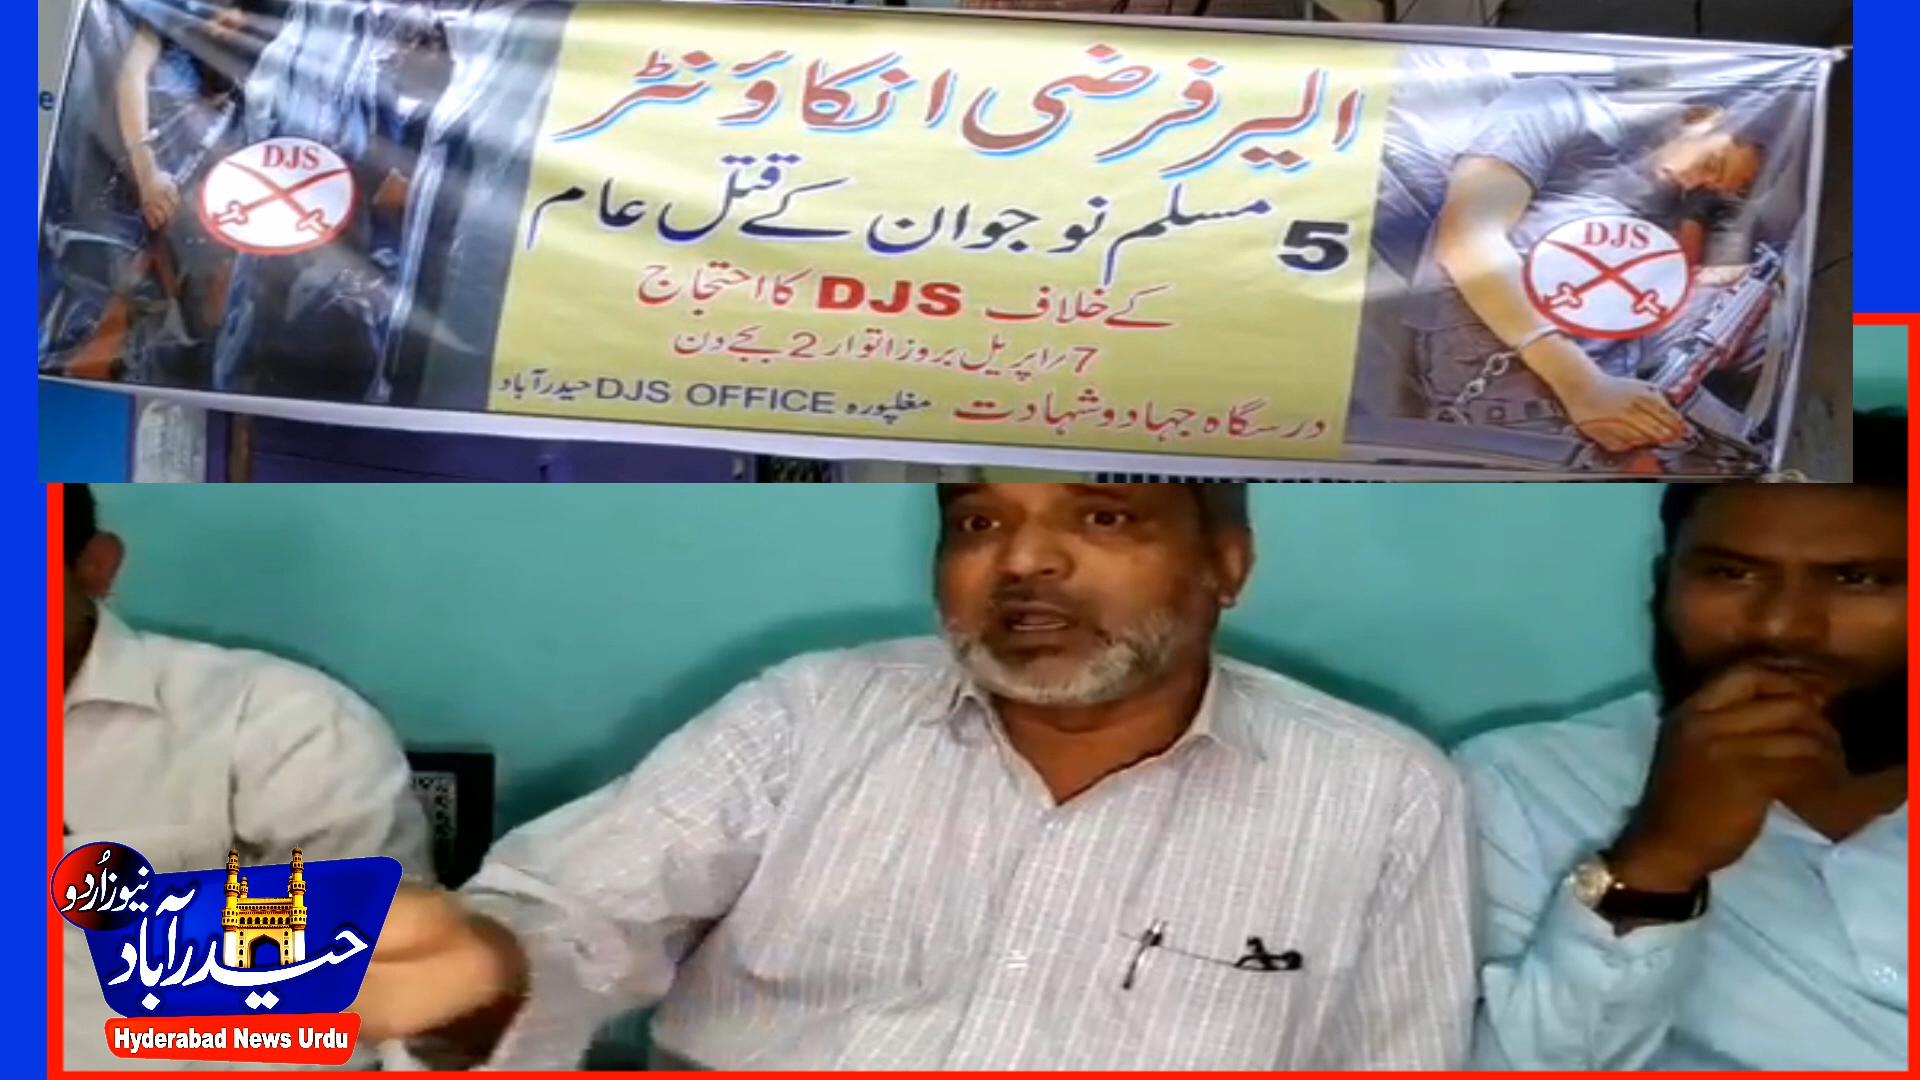 DJS
الیر فرضی انکاؤنٹر
5 مسلم نوجوان کے قتل عام
کے خلاف DJS کا احتجاج
7؍اپریل بروز اتوار 2 بجے دن
درسگاہ جہاد و شہادت مغلپورہ DJS OFFICE حیدرآباد
DJS
نیوز اُردو
حیدرآباد
Hyderabad News Urdu